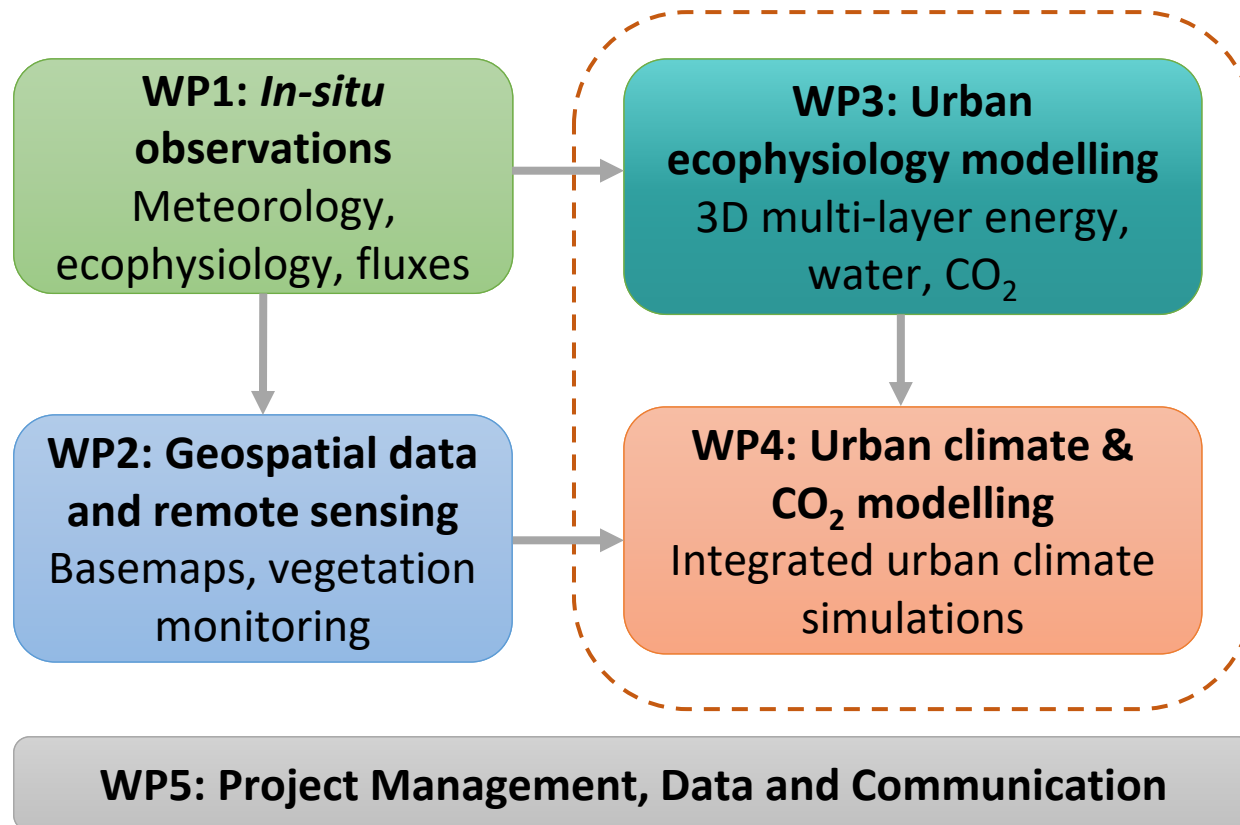 WP1: In-situ
observations
Meteorology,
ecophysiology, fluxes
WP3: Urban
ecophysiology modelling
3D multi-layer energy,
water, CO₂
WP2: Geospatial data
and remote sensing
Basemaps, vegetation
monitoring
WP4: Urban climate &
CO₂ modelling
Integrated urban climate
simulations
WP5: Project Management, Data and Communication